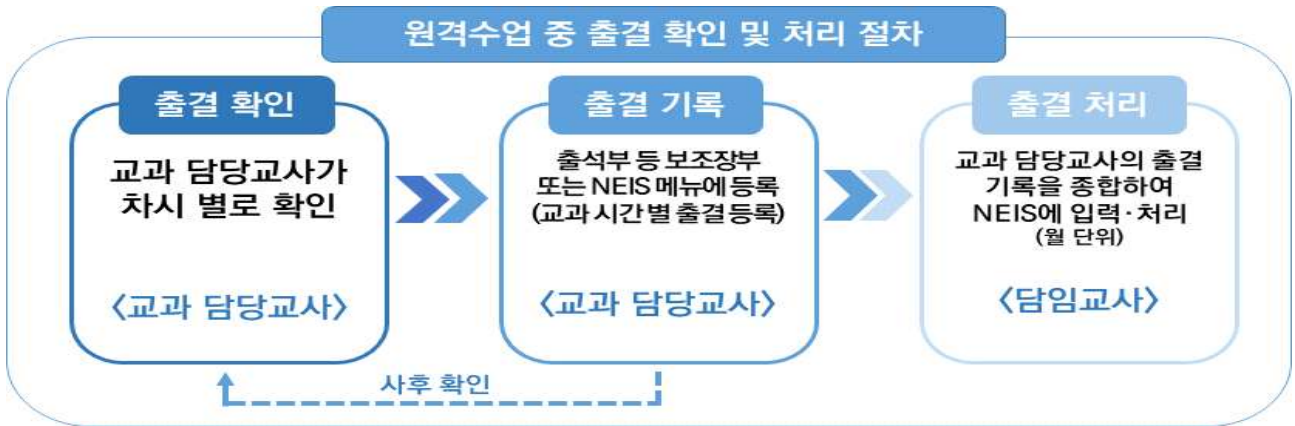 원격수업 중 출결 확인 및 처리 절차
출결 확인
교과 담당교사가
차시 별로 확인
〈교과 담당교사〉
출결 기록
출석부 등 보조장부
또는 NEIS 메뉴에 등록
(교과 시간 별 출결 등록)
〈교과 담당교사〉
출결 처리
교과 담당교사의 출결
기록을 종합하여
NEIS에 입력·처리
(월 단위)
〈담임교사〉
사후 확인